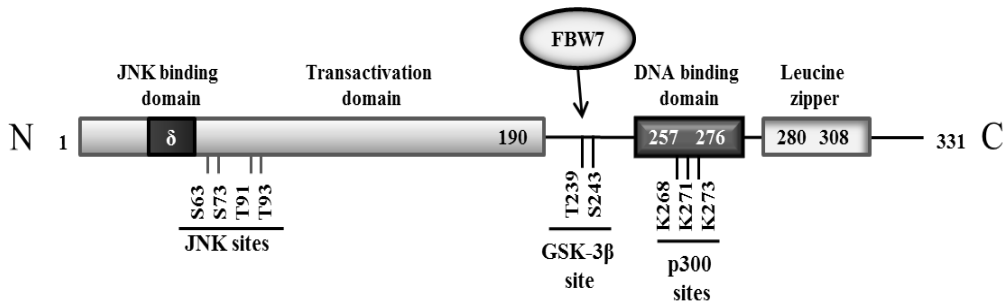 FBW7
JNK binding
domain
Transactivation
domain
DNA binding
domain
Leucine
zipper
N 1 δ 190 257 276 280 308 331 C
S63
S73
T91
T93
T239
S243
K268
K271
K273
JNK sites
GSK-3β
site
p300
sites